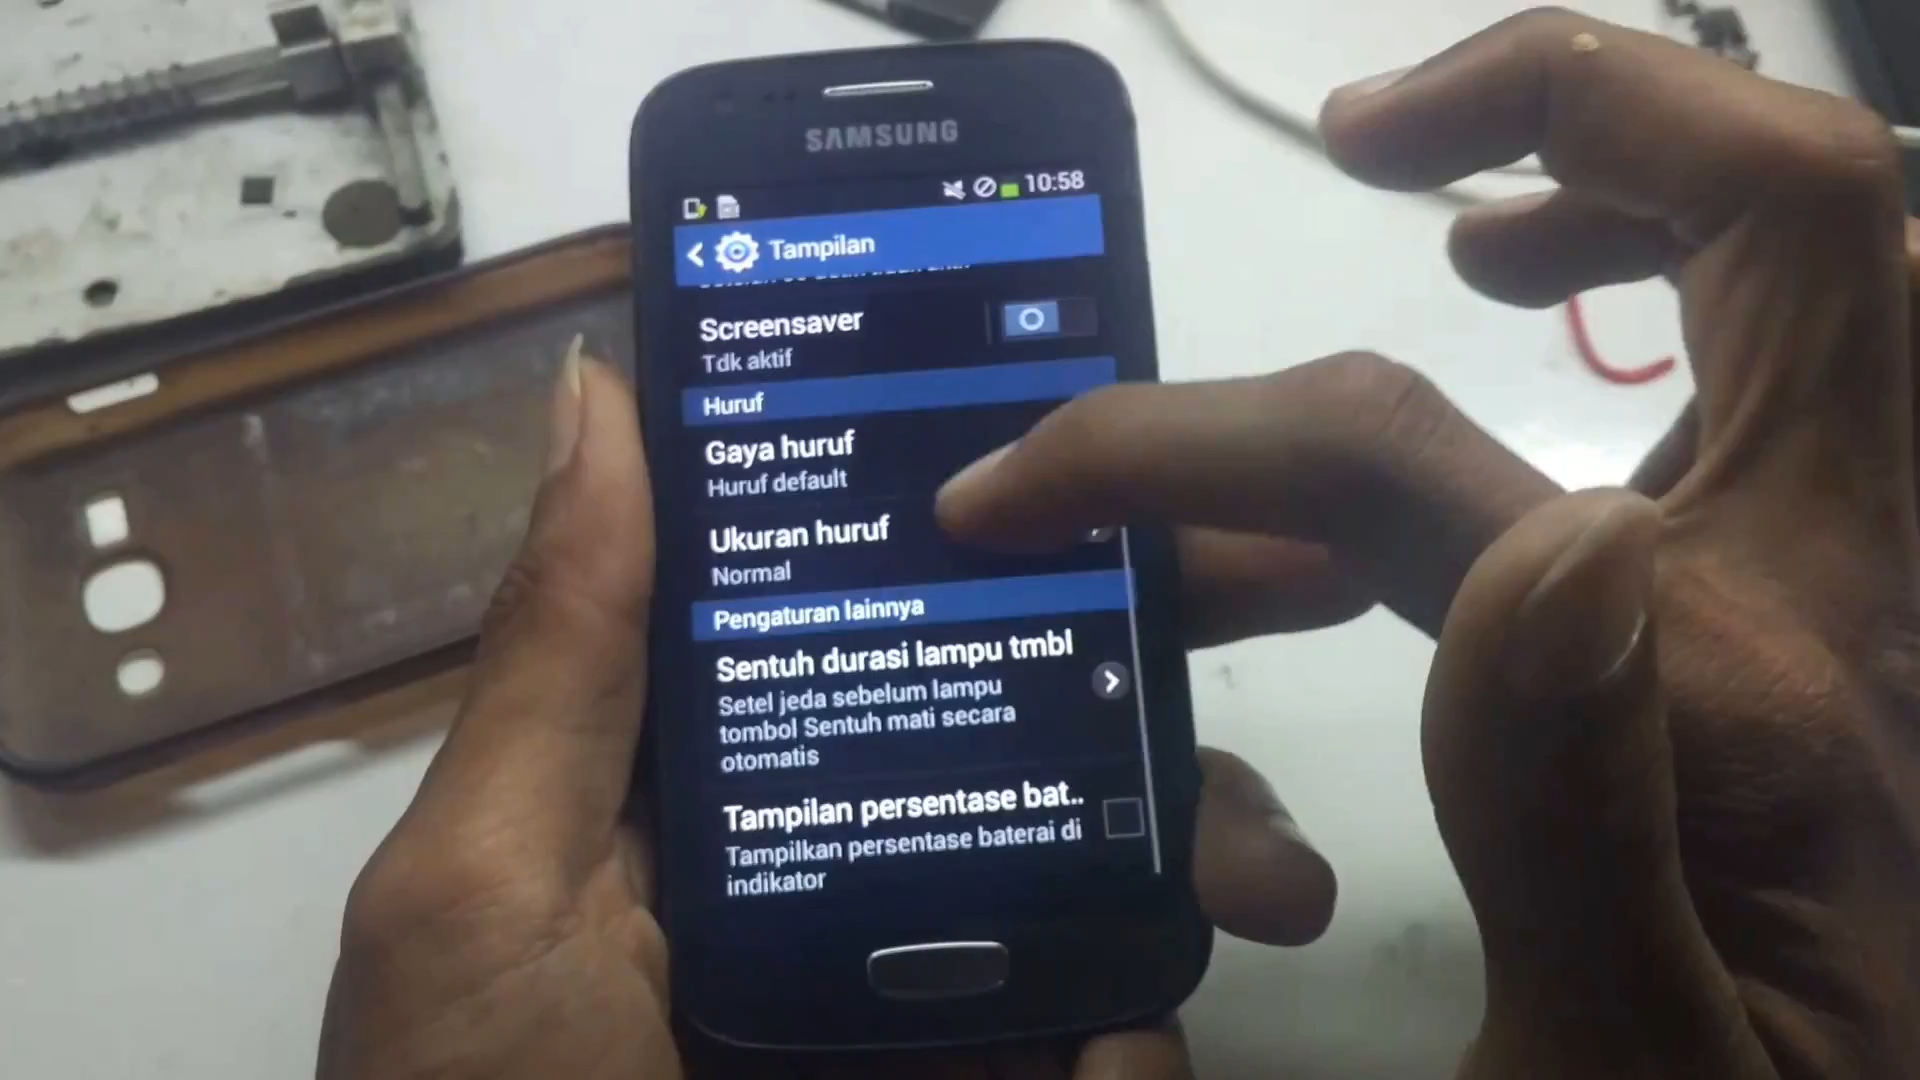 SAMSUNG
10:58
Tampilan
Screensaver
Tdk aktif
Huruf
Gaya huruf
Huruf default
Ukuran huruf
Normal
Pengaturan lainnya
Sentuh durasi lampu tmbl
Setel jeda sebelum lampu
tombol Sentuh mati secara
otomatis
Tampilan persentase bat..
Tampilkan persentase baterai di
indikator